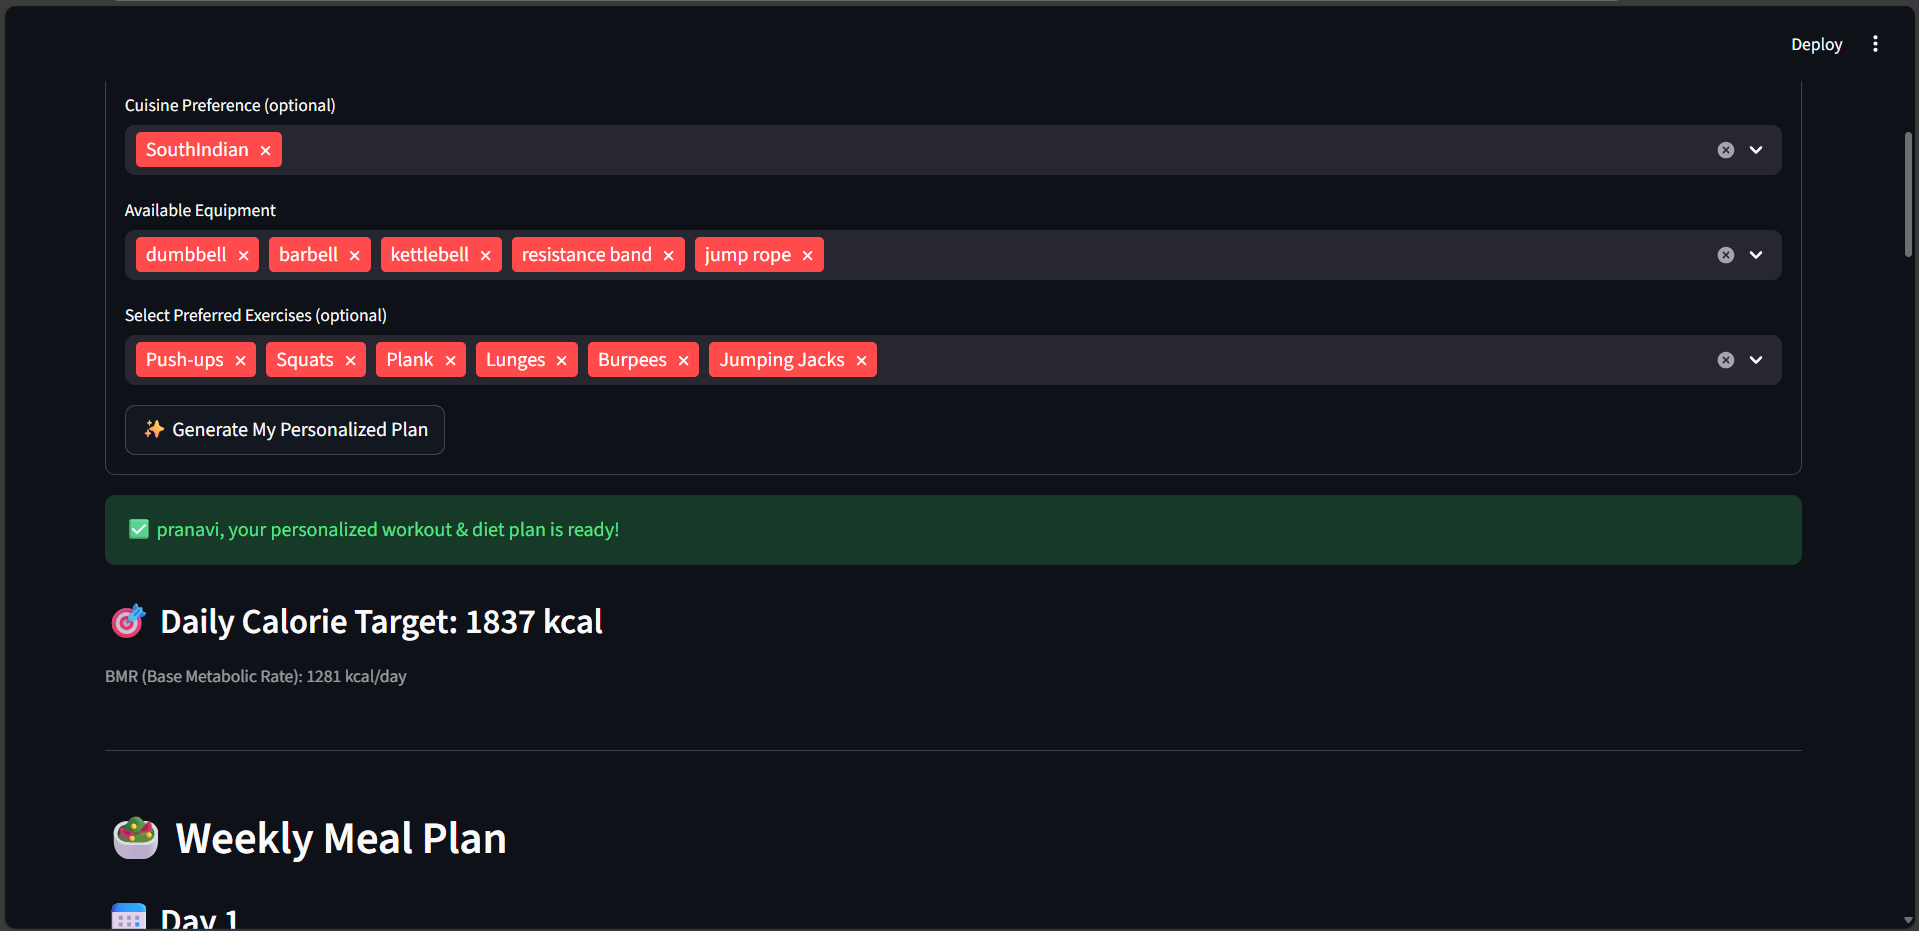 Deploy
Cuisine Preference (optional)
SouthIndian
Available Equipment
dumbbell barbell kettlebell resistance band jump rope
Select Preferred Exercises (optional)
Push-ups Squats Plank Lunges Burpees Jumping Jacks
Generate My Personalized Plan
pranavi, your personalized workout & diet plan is ready!
Daily Calorie Target: 1837 kcal
BMR (Base Metabolic Rate): 1281 kcal/day
Weekly Meal Plan
Day 1